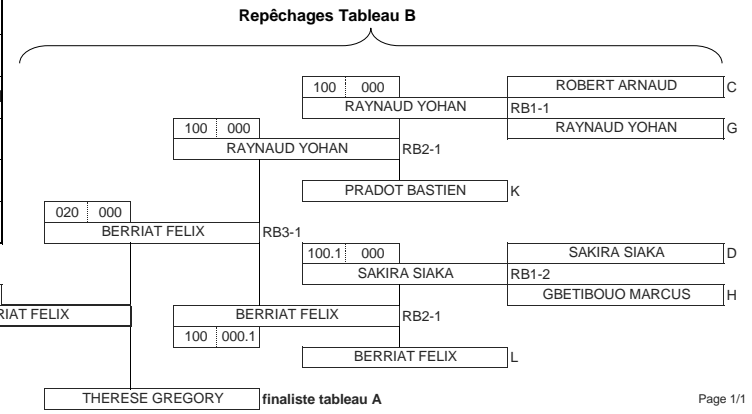 Repêchages Tableau B
100 000 ROBERT ARNAUD C
RAYNAUD YOHAN RB1-1
100 000 RAYNAUD YOHAN G
RAYNAUD YOHAN RB2-1
PRADOT BASTIEN K
020 000
BERRIAT FELIX RB3-1
100.1 000 SAKIRA SIAKA D
SAKIRA SIAKA RB1-2
GBETIBOUO MARCUS H
RIAT FELIX BERRIAT FELIX RB2-1
100 000.1
BERRIAT FELIX L
THERESE GREGORY finaliste tableau A Page 1/1